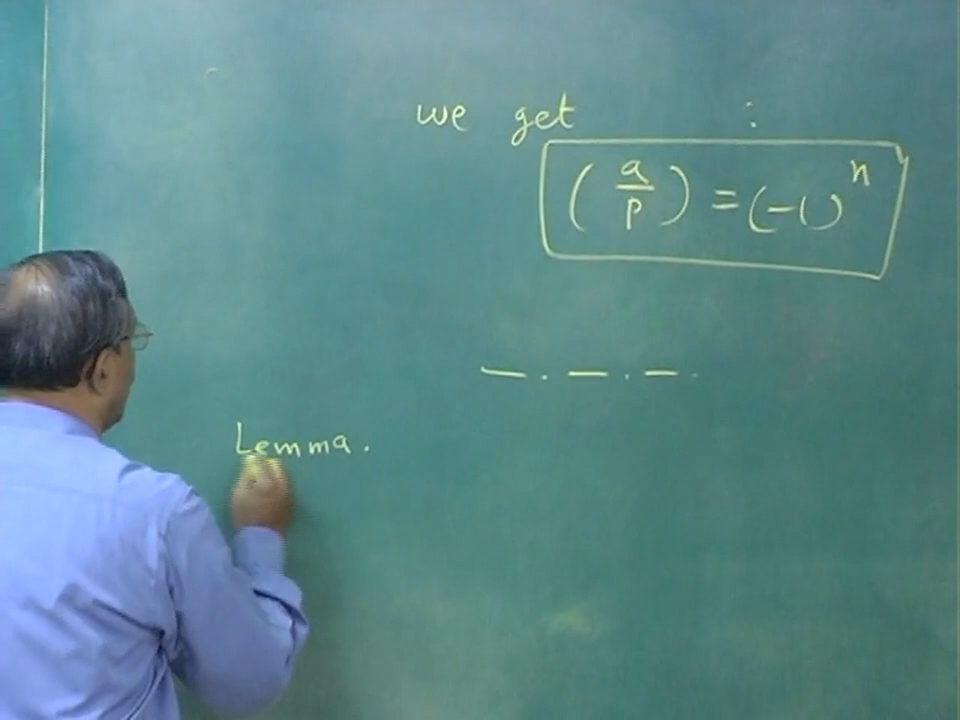 we get :
(a/p) = (-1)^n
Lemma.